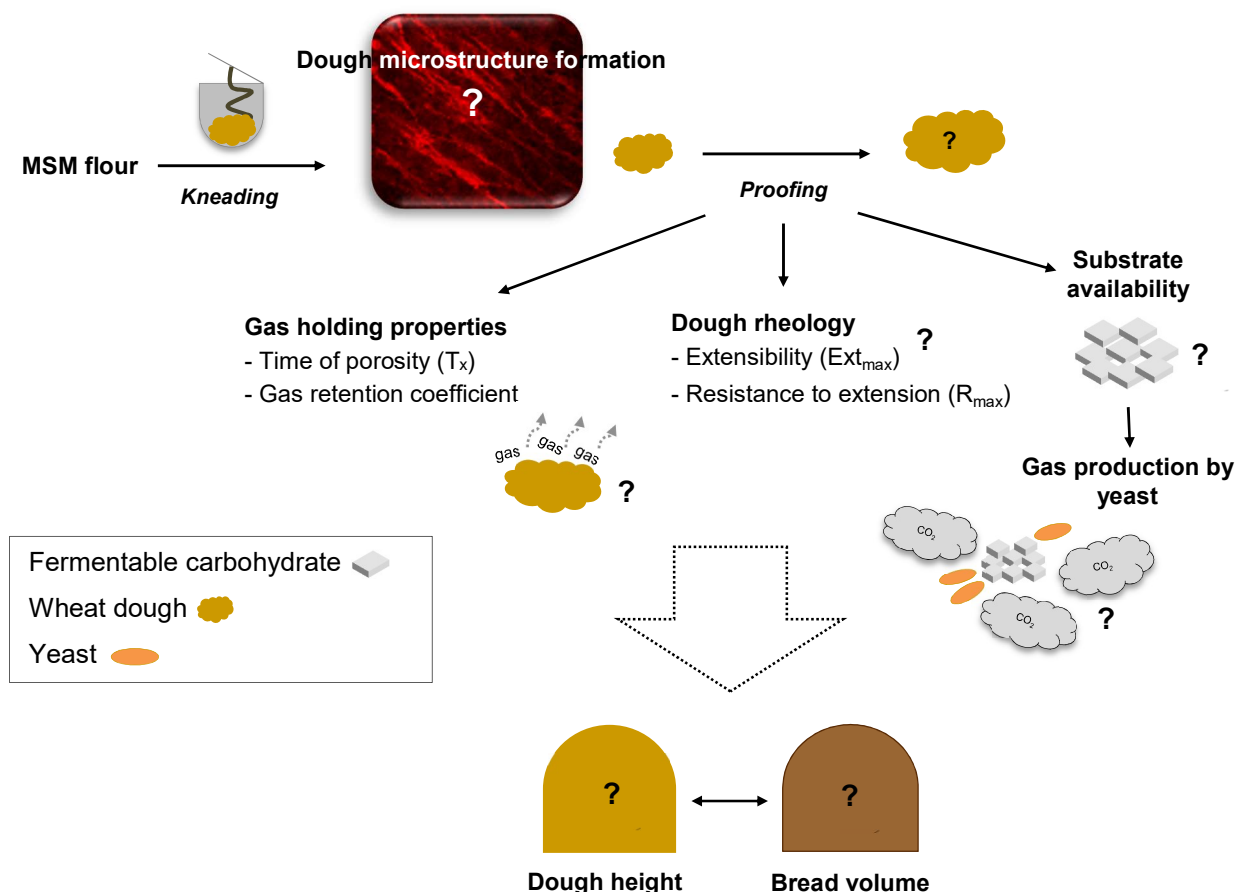 Dough microstructure formation
?
MSM flour
Kneading
?
Proofing
Substrate
availability
?
Gas holding properties
- Time of porosity (Tₓ)
- Gas retention coefficient
gas gas gas
?
Dough rheology
?
- Extensibility (Extₘₐₓ)
- Resistance to extension (Rₘₐₓ)
Gas production by
yeast
CO₂
CO₂
CO₂
?
Fermentable carbohydrate
Wheat dough
Yeast
?
?
Dough height
Bread volume